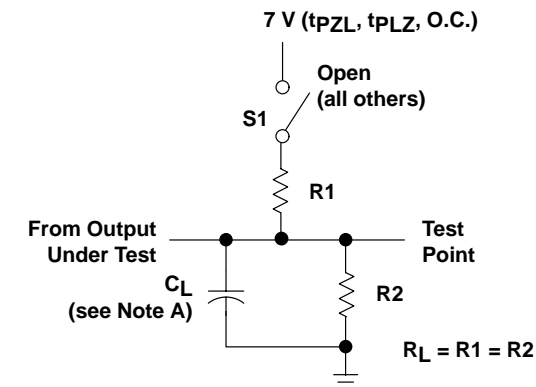 7 V (tPZL, tPLZ, O.C.)
Open
(all others)
S1
R1
From Output
Under Test
Test
Point
CL
(see Note A)
R2
RL = R1 = R2